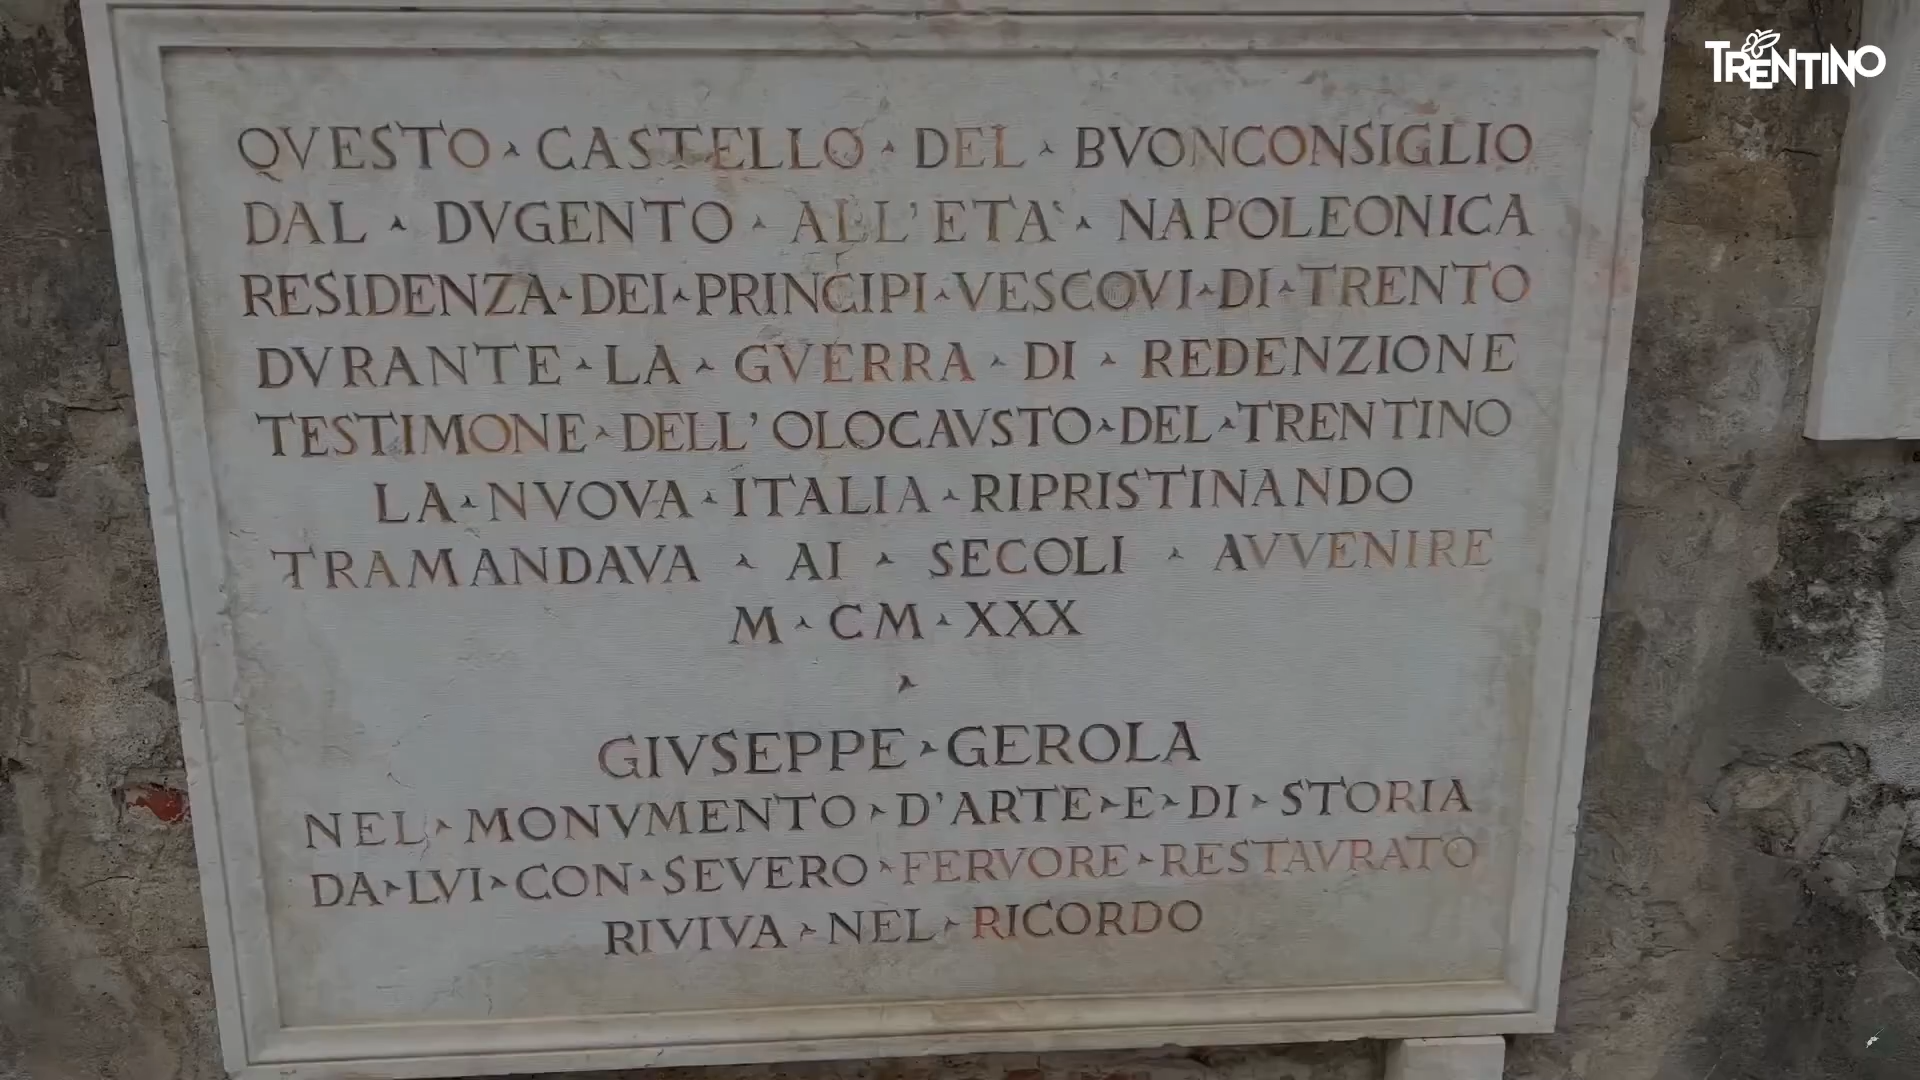 TRENTINO
QVESTO ‣ CASTELLO ‣ DEL ‣ BVONCONSIGLIO
DAL ‣ DVGENTO ‣ ALL'ETA' ‣ NAPOLEONICA
RESIDENZA ‣ DEI ‣ PRINCIPI ‣ VESCOVI ‣ DI ‣ TRENTO
DVRANTE ‣ LA ‣ GVERRA ‣ DI ‣ REDENZIONE
TESTIMONE ‣ DELL'OLOCAVSTO ‣ DEL ‣ TRENTINO
LA ‣ NVOVA ‣ ITALIA ‣ RIPRISTINANDO
TRAMANDAVA ‣ AI ‣ SECOLI ‣ AVVENIRE
M ‣ CM ‣ XXX
‣
GIVSEPPE ‣ GEROLA
NEL ‣ MONVMENTO ‣ D'ARTE ‣ E ‣ DI ‣ STORIA
DA ‣ LVI ‣ CON ‣ SEVERO ‣ FERVORE ‣ RESTAVRATO
RIVIVA ‣ NEL ‣ RICORDO